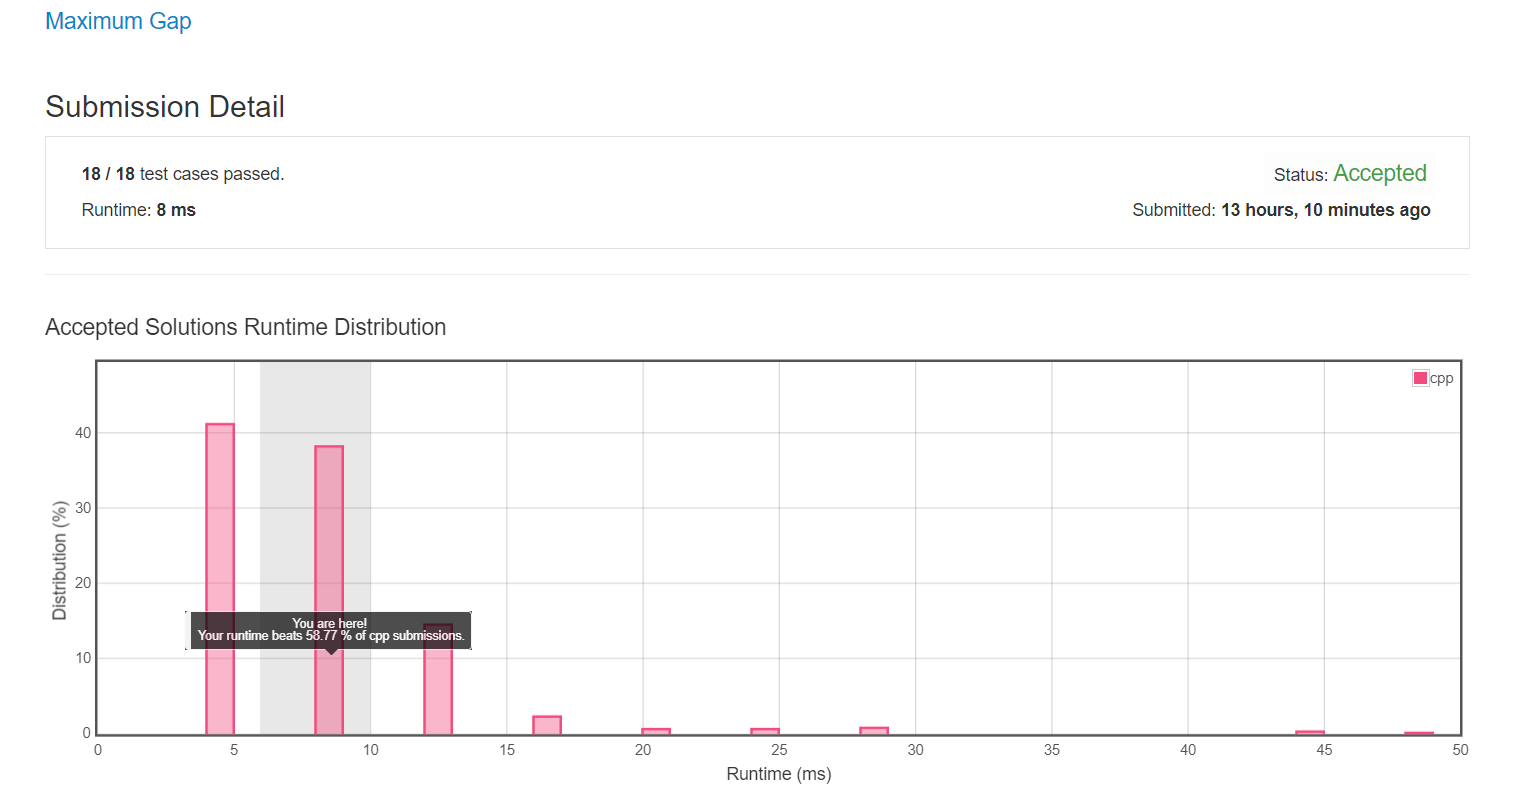 Maximum Gap
Submission Detail
18 / 18 test cases passed.
Status: Accepted
Runtime: 8 ms
Submitted: 13 hours, 10 minutes ago
Accepted Solutions Runtime Distribution
cpp
40
30
20
10
0
Distribution (%)
You are here!
Your runtime beats 58.77 % of cpp submissions.
0 5 10 15 20 25 30 35 40 45 50
Runtime (ms)